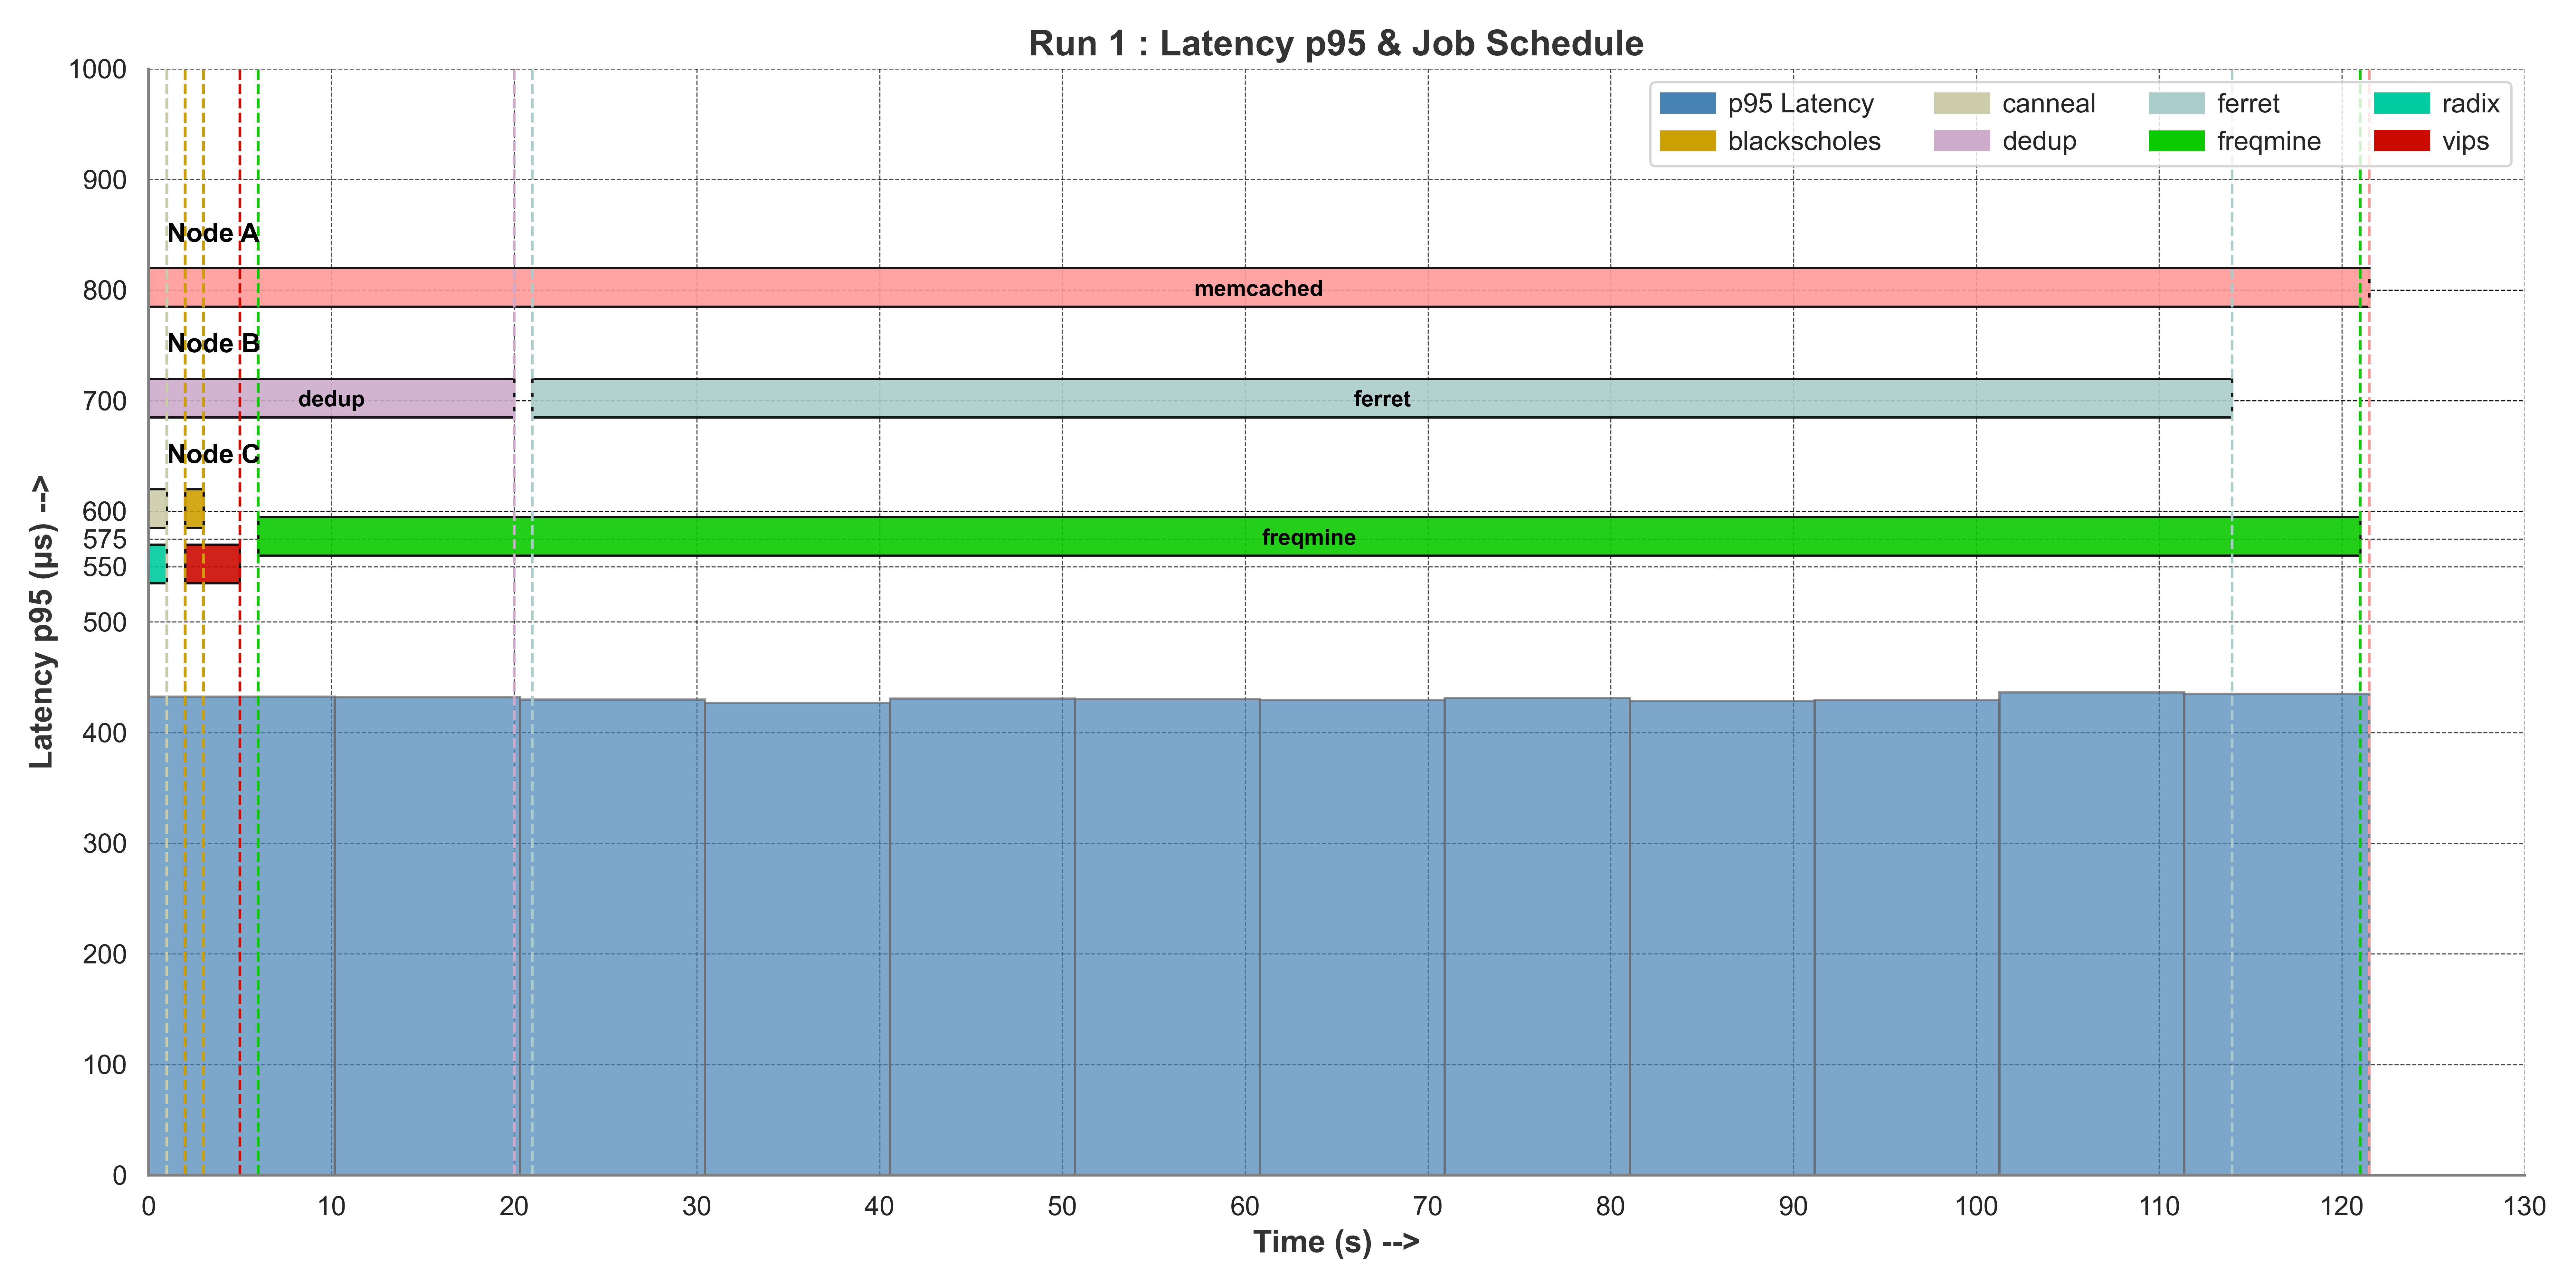 Run 1 : Latency p95 & Job Schedule
1000
900
800
700
600
575
550
500
400
300
200
100
0
Latency p95 (µs) -->
p95 Latency
blackscholes
canneal
dedup
ferret
freqmine
radix
vips
Node A
memcached
Node B
dedup
ferret
Node C
freqmine
0 10 20 30 40 50 60 70 80 90 100 110 120 130
Time (s) -->